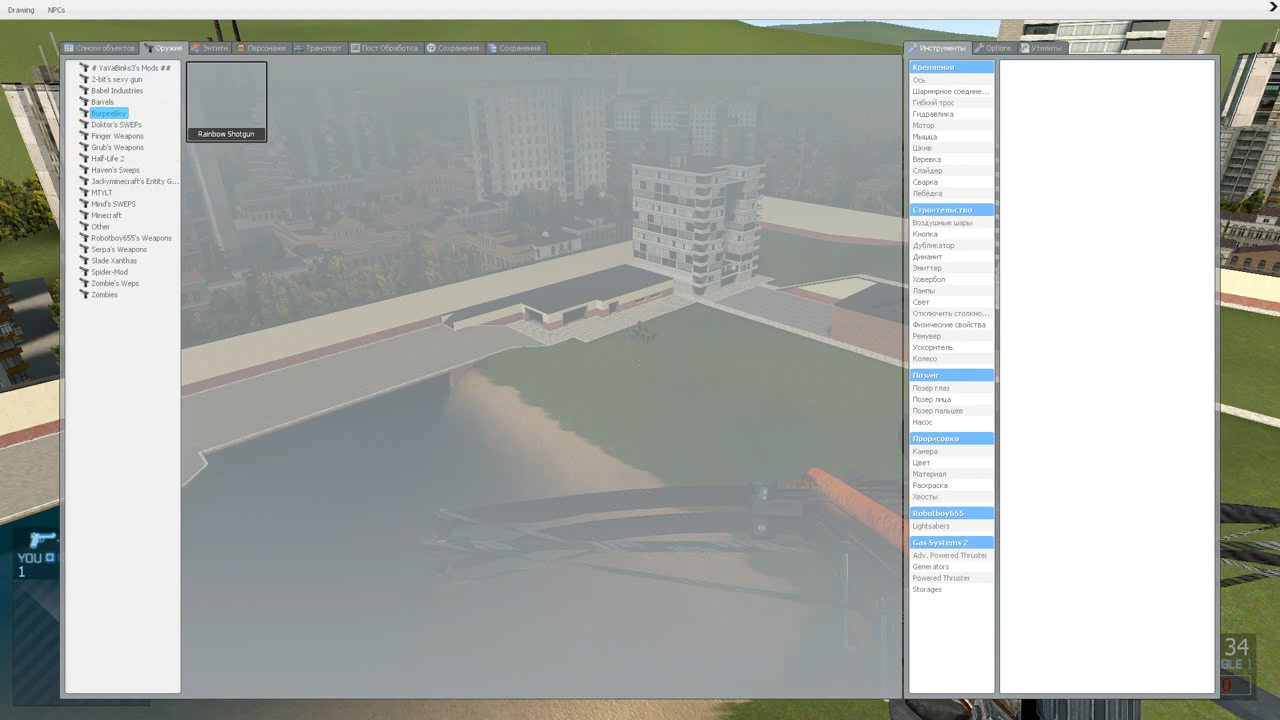 Drawing NPCs
Списки объектов Оружие Энтити Персонажи Транспорт Пост Обработка Сохранения Сохранения
Инструменты Options Утилиты
# YaYaBinks3's Mods ##
2-bit's sexy gun
Babel Industries
Barrels
BurpeeBoy
Doktor's SWEPs
Finger Weapons
Grub's Weapons
Half-Life 2
Haven's Sweps
Jackyminecraft's Entity G...
MTYLT
Mind's SWEPS
Minecraft
Other
Robotboy655's Weapons
Serpa's Weapons
Slade Xanthas
Spider-Mod
Zombie's Weps
Zombies
Rainbow Shotgun
Крепления
Ось
Шарнирное соедине...
Гибкий трос
Гидравлика
Мотор
Мышца
Шкив
Веревка
Слайдер
Сварка
Лебёдка
Строительство
Воздушные шары
Кнопка
Дубликатор
Динамит
Эмиттер
Ховербол
Лампы
Свет
Отключить столкно...
Физические свойства
Ремувер
Ускоритель
Колесо
Позинг
Позер глаз
Позер лица
Позер пальцев
Насос
Прорисовка
Камера
Цвет
Материал
Раскраска
Хвосты
Robotboy655
Lightsabers
Gas Systems 2
Adv. Powered Thruster
Generators
Powered Thruster
Storages
YOU
1
34
0